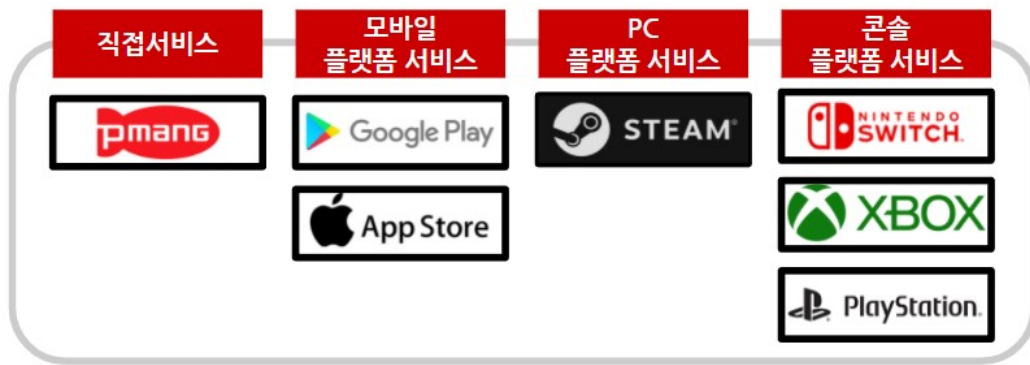 직접서비스
모바일
플랫폼 서비스
PC
플랫폼 서비스
콘솔
플랫폼 서비스
pmang
Google Play
STEAM
NINTENDO
SWITCH
App Store
XBOX
PlayStation